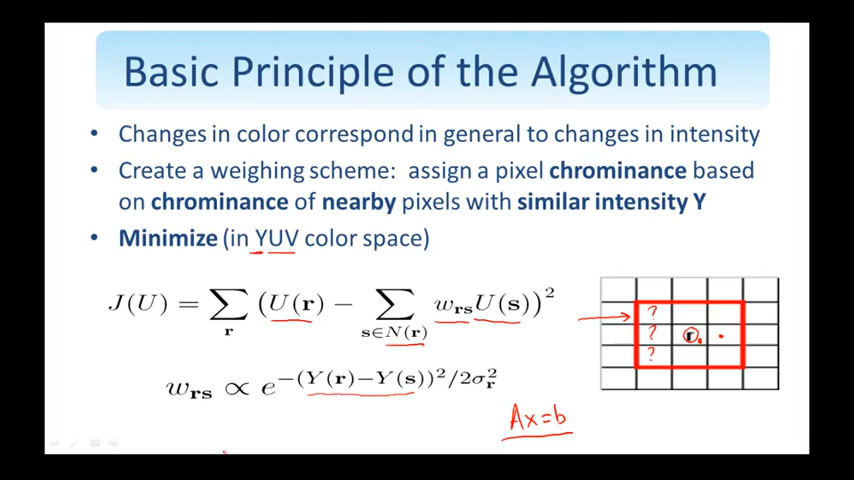 Basic Principle of the Algorithm
• Changes in color correspond in general to changes in intensity
• Create a weighing scheme: assign a pixel chrominance based
on chrominance of nearby pixels with similar intensity Y
• Minimize (in YUV color space)
J(U) = ∑_r (U(r) − ∑_{s∈N(r)} w_rs U(s))²
w_rs ∝ e^{−(Y(r)−Y(s))²/2σ_r²}
?
? r
?
Ax=b